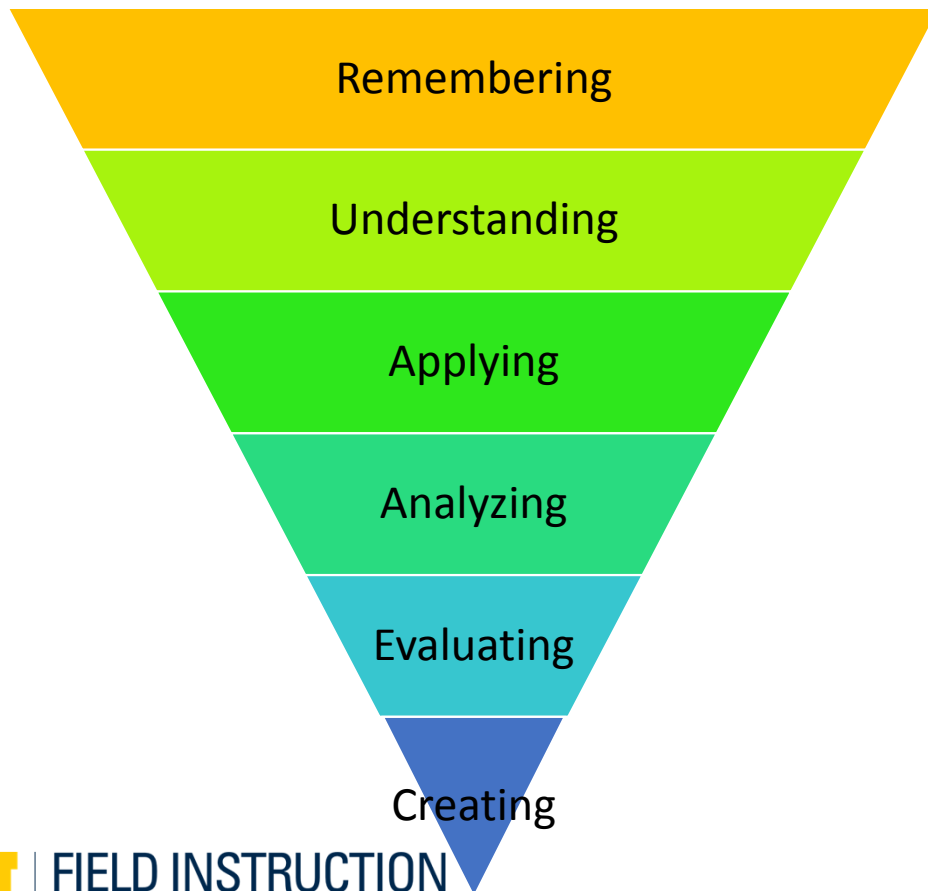 Remembering
Understanding
Applying
Analyzing
Evaluating
Creating
FIELD INSTRUCTION